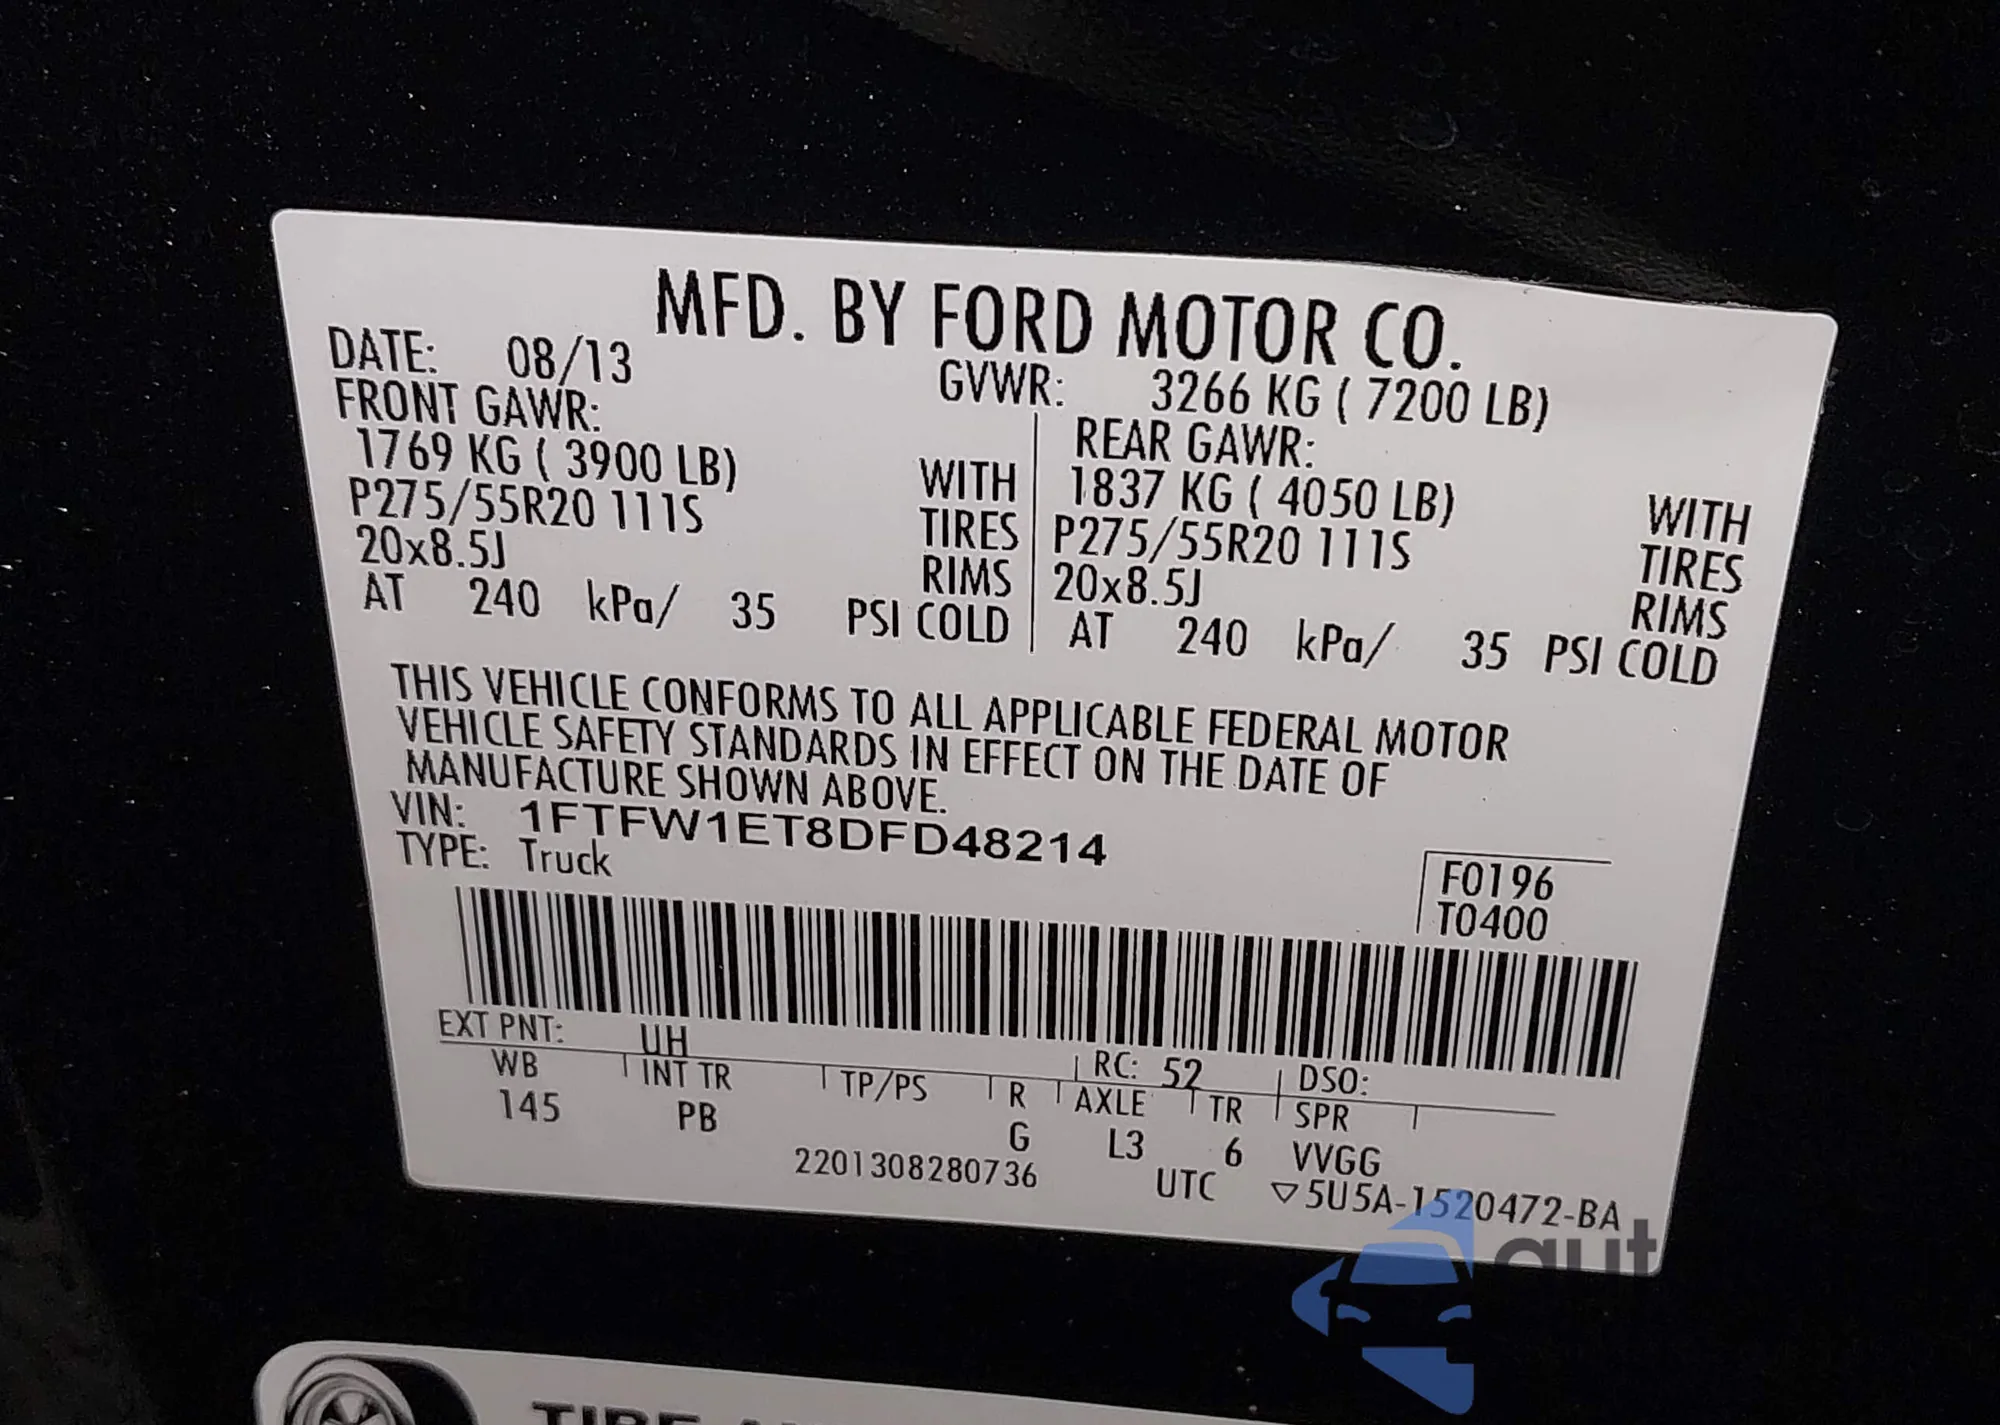 MFD. BY FORD MOTOR CO.
DATE: 08/13
GVWR: 3266 KG ( 7200 LB)
FRONT GAWR:
1769 KG ( 3900 LB) WITH
P275/55R20 111S TIRES
20x8.5J RIMS
AT 240 kPa/ 35 PSI COLD
REAR GAWR:
1837 KG ( 4050 LB) WITH
P275/55R20 111S TIRES
20x8.5J RIMS
AT 240 kPa/ 35 PSI COLD
THIS VEHICLE CONFORMS TO ALL APPLICABLE FEDERAL MOTOR
VEHICLE SAFETY STANDARDS IN EFFECT ON THE DATE OF
MANUFACTURE SHOWN ABOVE.
VIN: 1FTFW1ET8DFD48214
TYPE: Truck
F0196
T0400
EXT PNT: UH RC: 52 DSO:
WB INT TR TP/PS R AXLE TR SPR
145 PB G L3 6 VVGG
2201308280736 UTC ▽5U5A-1520472-BA
aut
TIRE